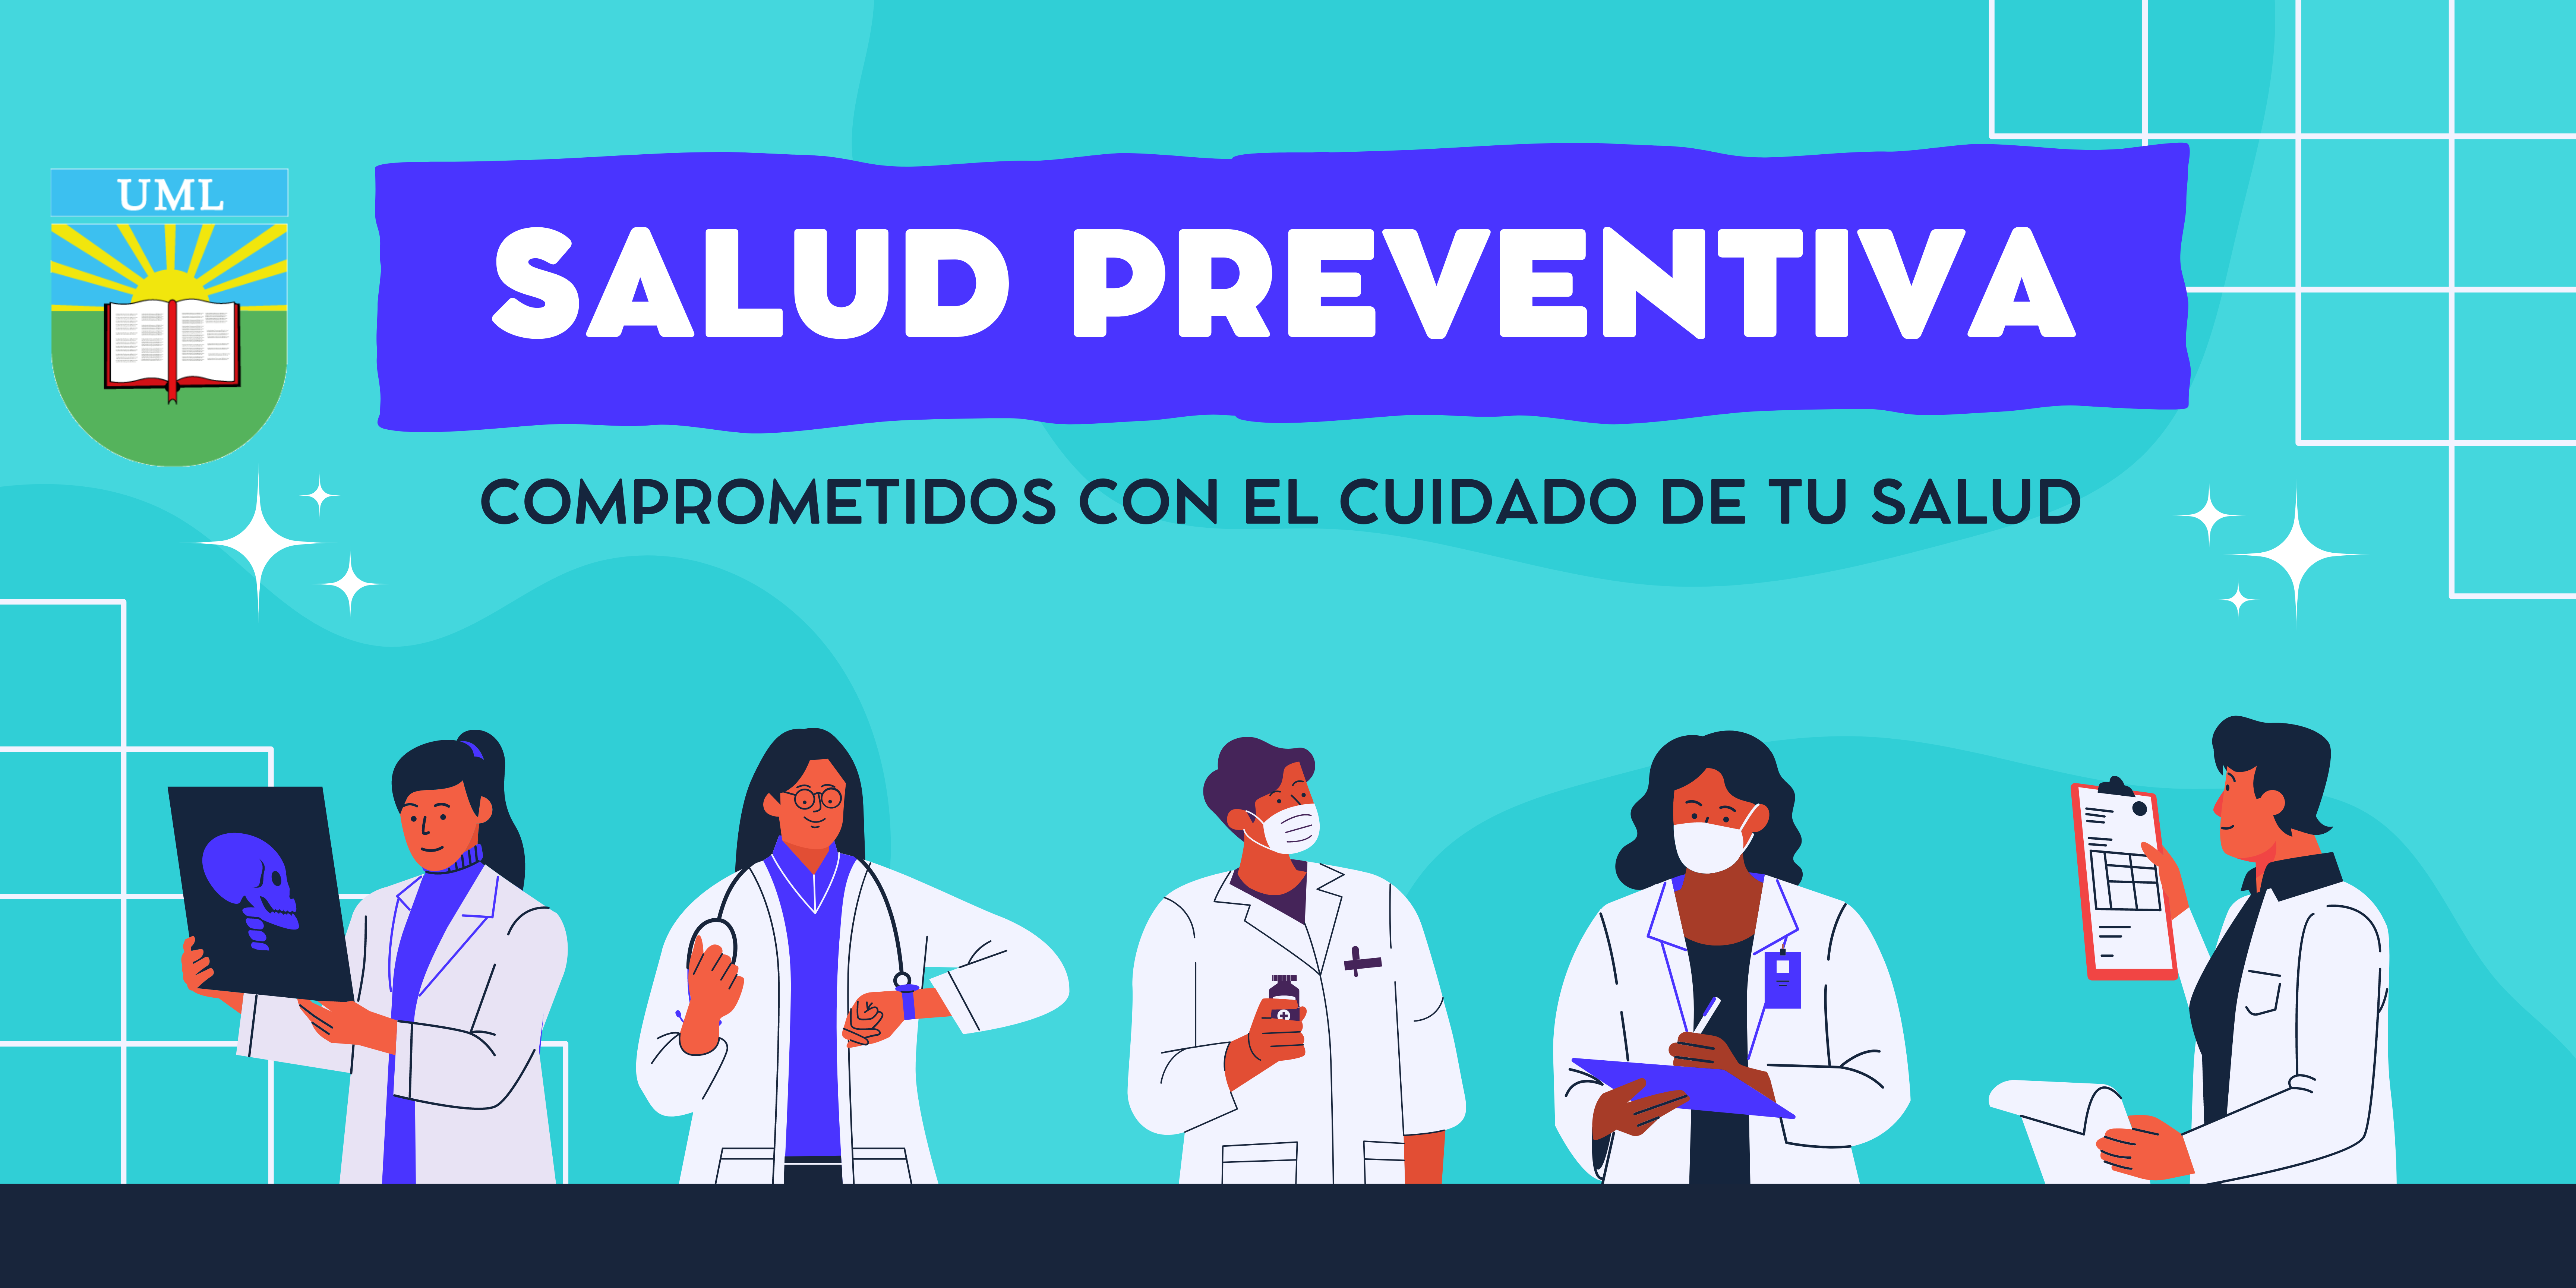 UML
SALUD PREVENTIVA
COMPROMETIDOS CON EL CUIDADO DE TU SALUD